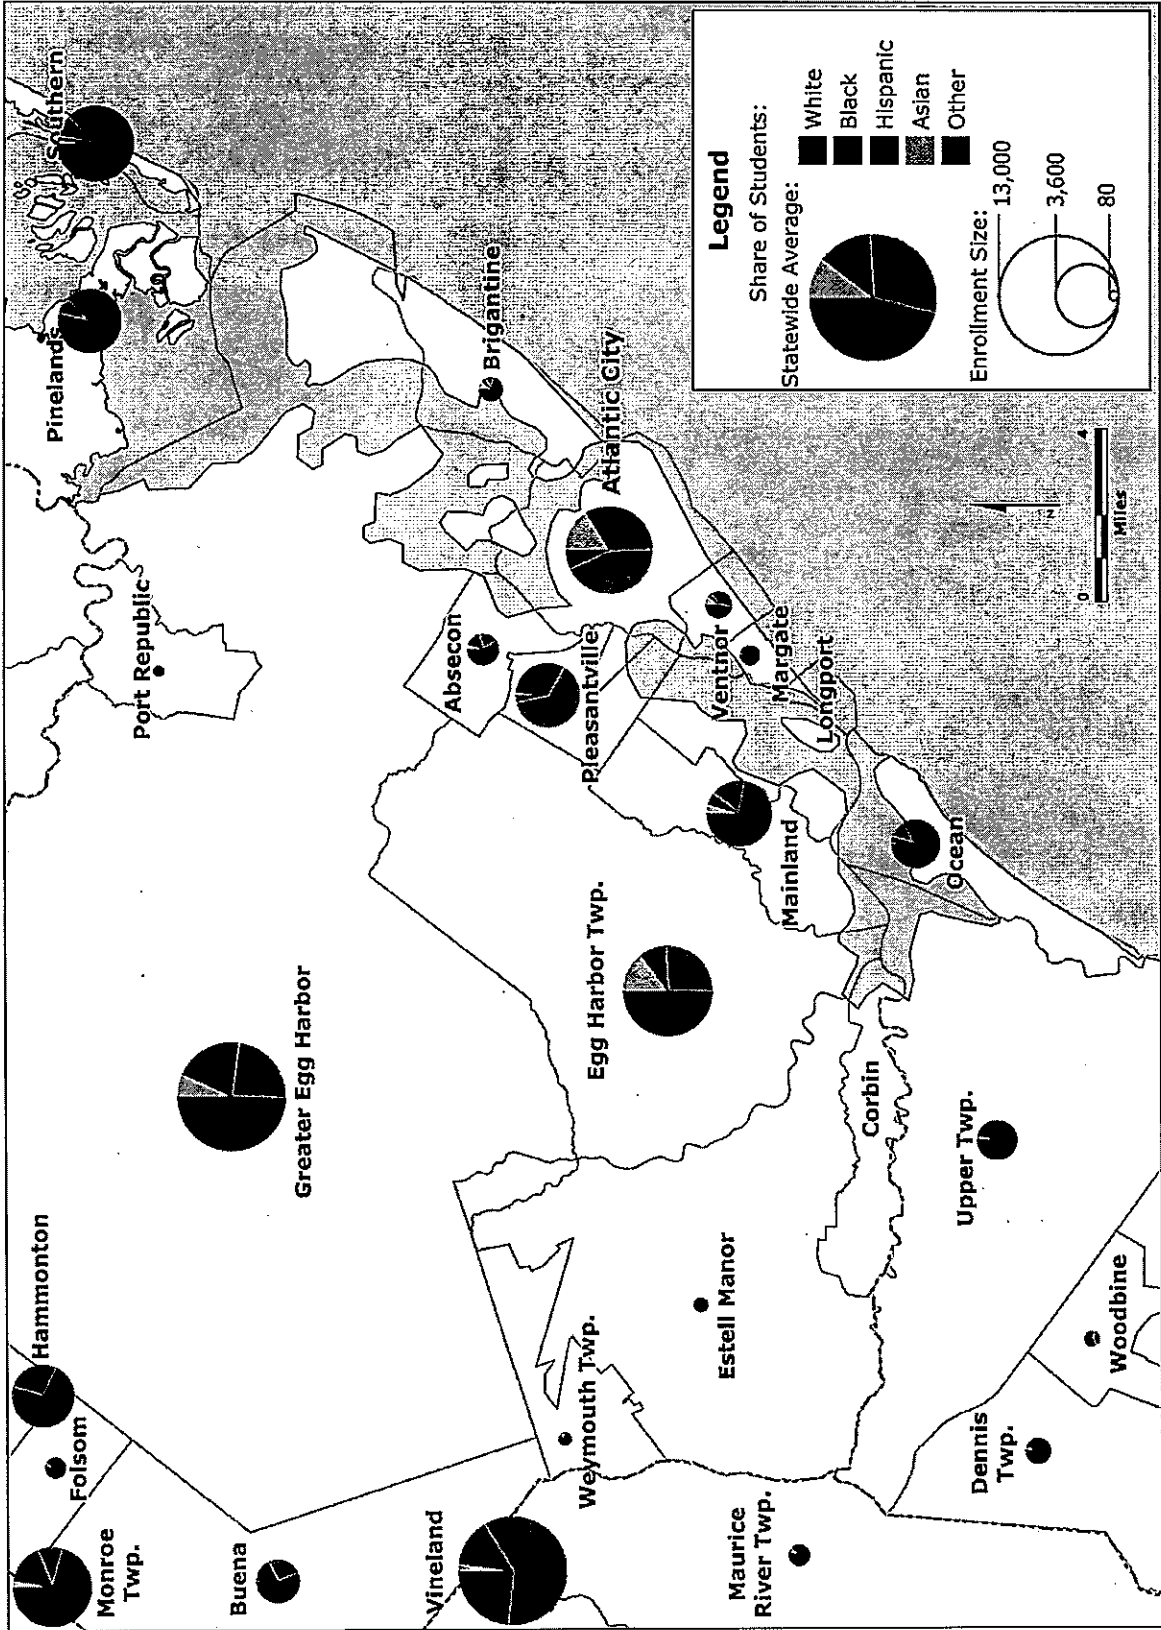 Southern
Pinelands
Brigantine
Atlantic City
Port Republic
Absecon
Pleasantville
Ventnor
Margate
Longport
Mainland
Ocean
Egg Harbor Twp.
Greater Egg Harbor
Corbin
Upper Twp.
Hammonton
Folsom
Monroe
Twp.
Buena
Vineland
Weymouth Twp.
Estell Manor
Maurice
River Twp.
Dennis
Twp.
Woodbine
Legend
Share of Students:
Statewide Average:
White
Black
Hispanic
Asian
Other
Enrollment Size:
13,000
3,600
80
0 4
Miles